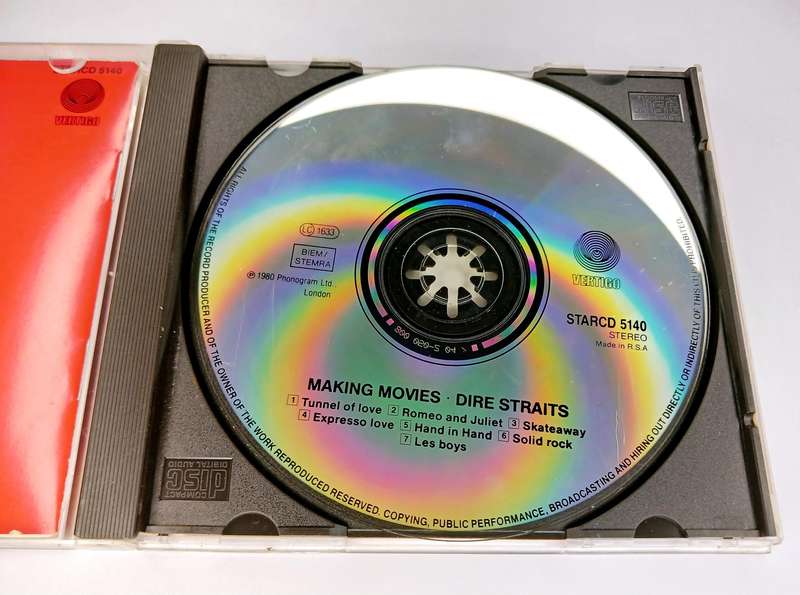 CD 5140
VERTIGO
LC 1633
BIEM/
STEMRA
℗ 1980 Phonogram Ltd.,
London
VERTIGO
STARCD 5140
STEREO
Made in R.S.A
MAKING MOVIES · DIRE STRAITS
1 Tunnel of love 2 Romeo and Juliet 3 Skateaway
4 Expresso love 5 Hand in Hand 6 Solid rock
7 Les boys
ALL RIGHTS OF THE RECORD PRODUCER AND OF THE OWNER OF THE WORK REPRODUCED RESERVED. COPYING, PUBLIC PERFORMANCE, BROADCASTING AND HIRING OUT DIRECTLY OR INDIRECTLY OF THIS PROHIBITED.
COMPACT
disc
DIGITAL AUDIO